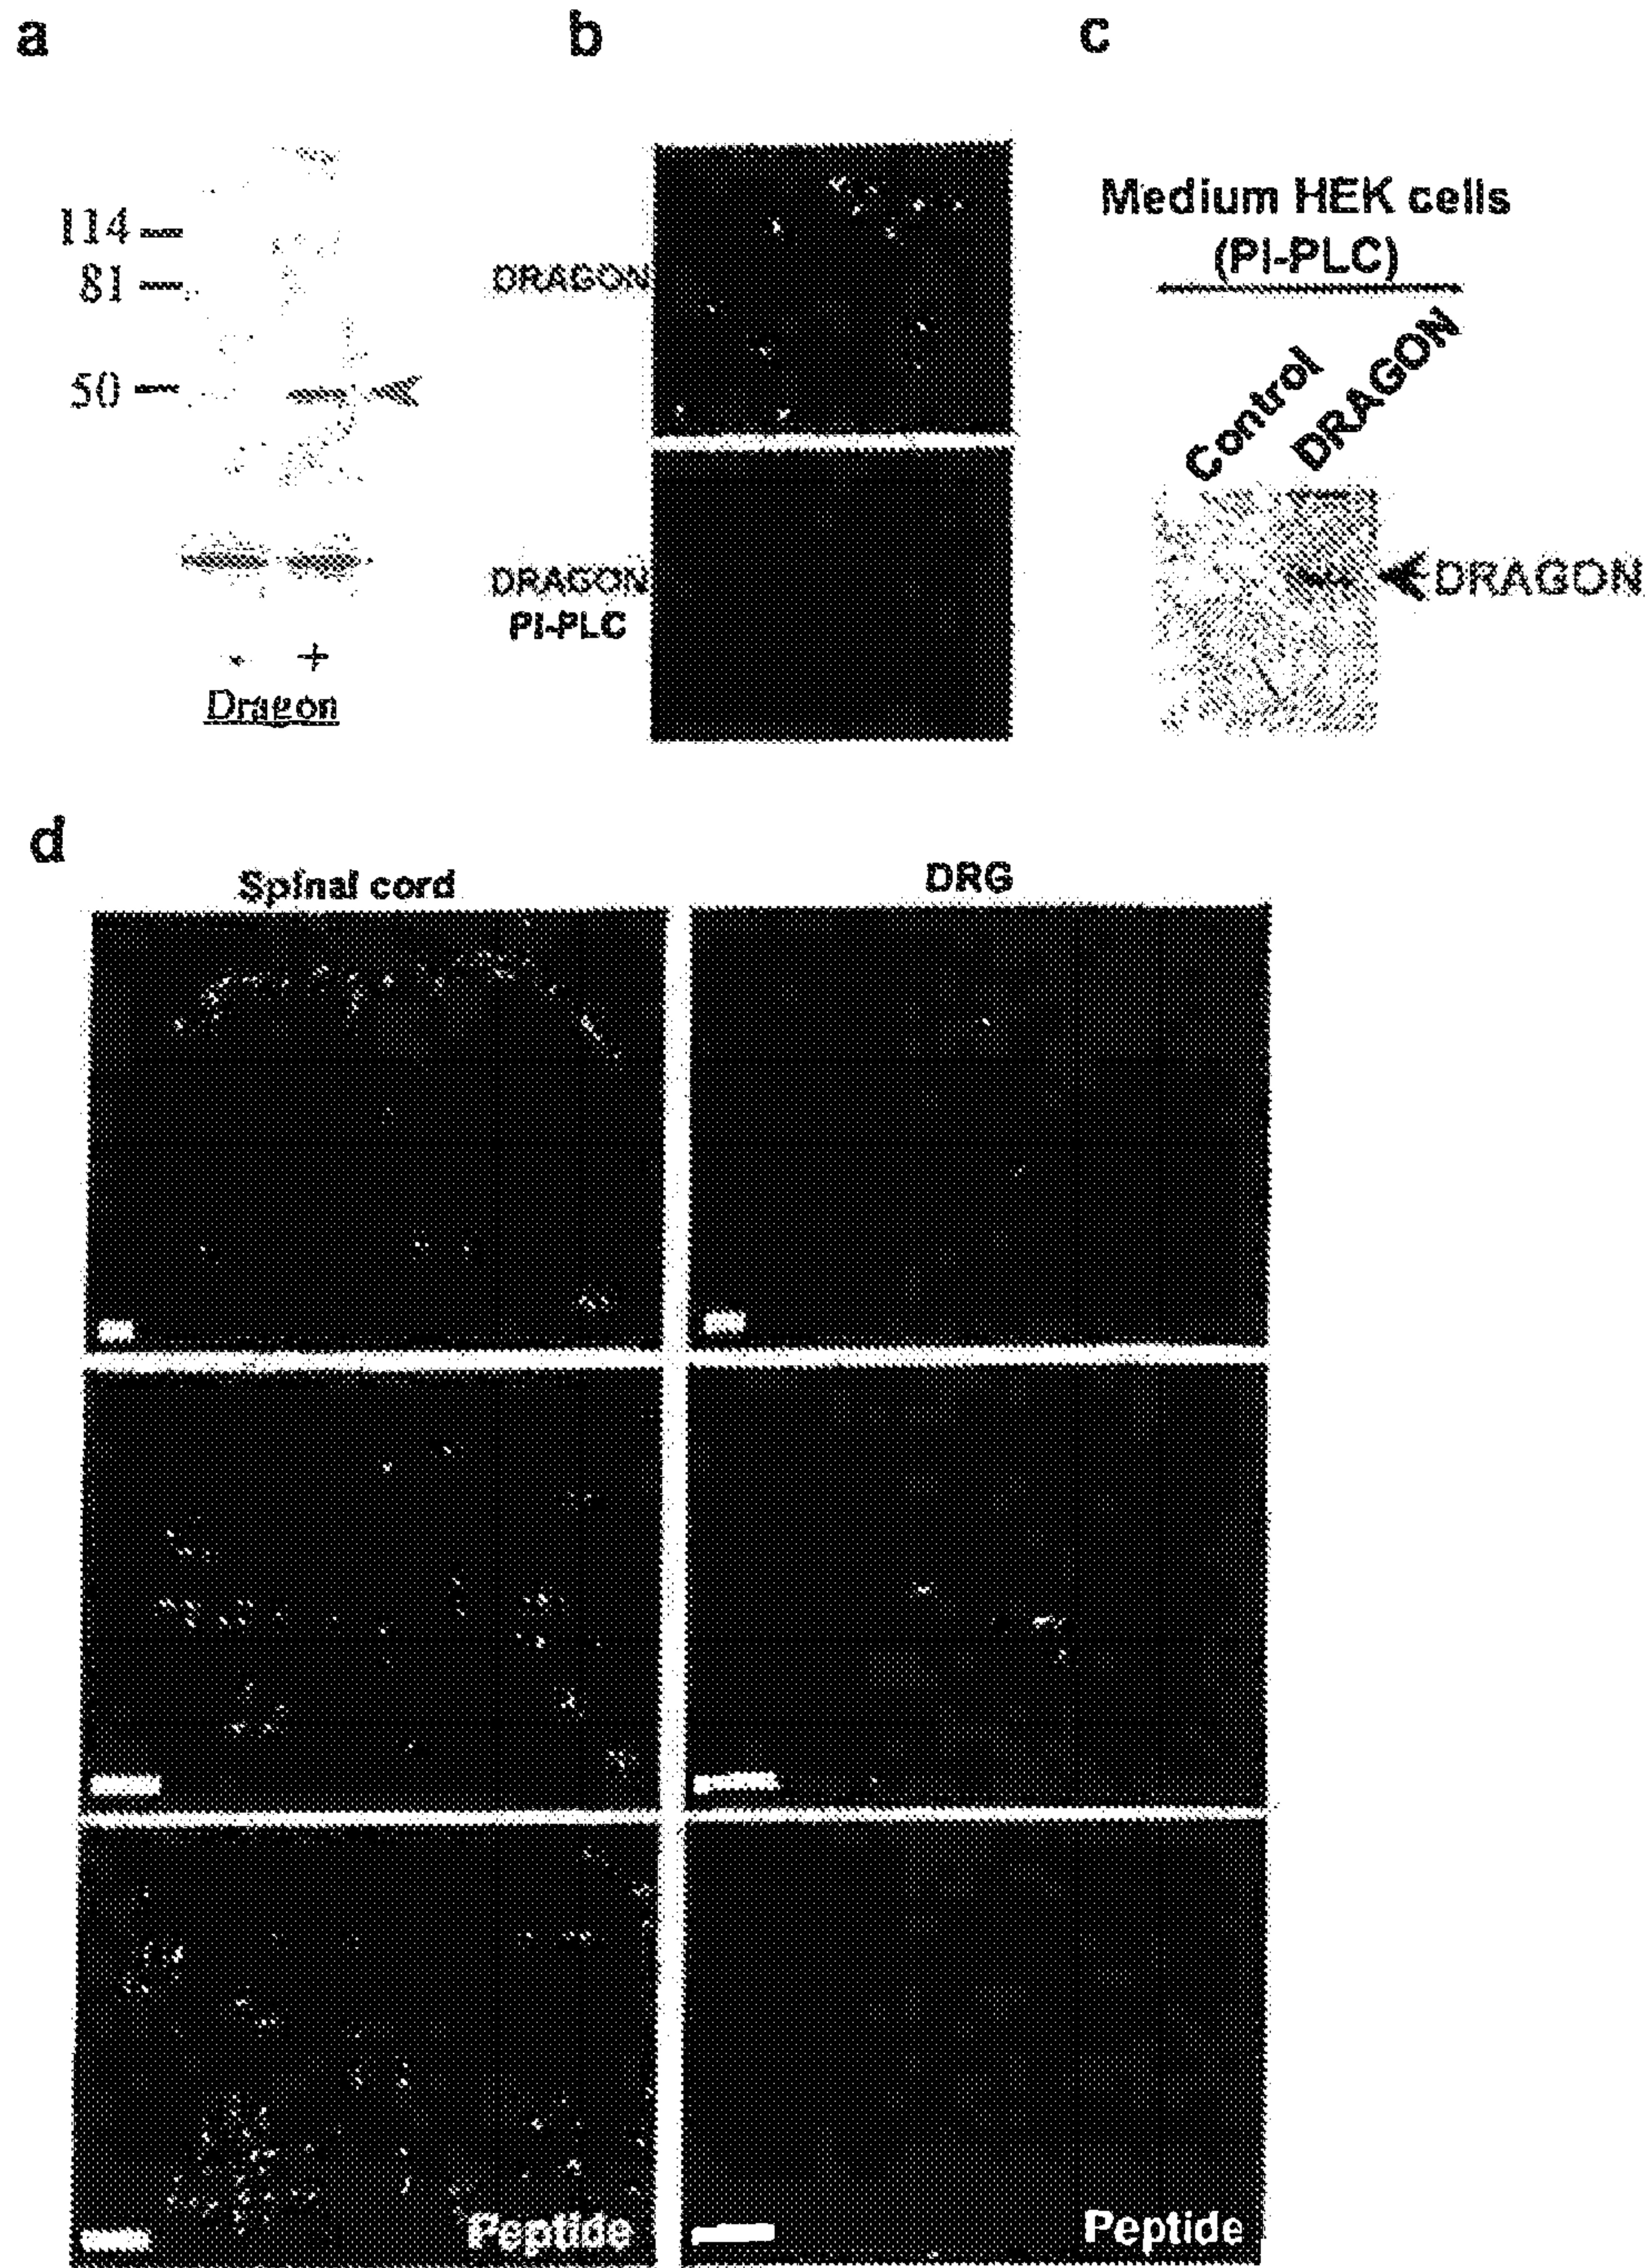 a
b
c
114
81
50
- +
Dragon
DRAGON
DRAGON
PI-PLC
Medium HEK cells
(PI-PLC)
Control
DRAGON
DRAGON
d
Spinal cord
DRG
Peptide
Peptide